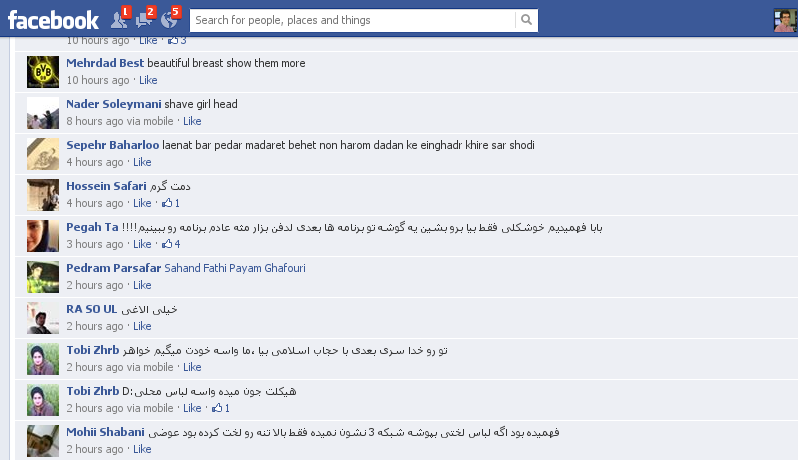 facebook 1 2 5 Search for people, places and things
10 hours ago · Like · 3
Mehrdad Best beautiful breast show them more
10 hours ago · Like
Nader Soleymani shave girl head
8 hours ago via mobile · Like
Sepehr Baharloo laenat bar pedar madaret behet non harom dadan ke einghadr khire sar shodi
4 hours ago · Like
Hossein Safari دمت گرم
4 hours ago · Like · 1
Pegah Ta بابا فهمیدیم خوشکلی فقط بیا برو بشین یه گوشه تو برنامه ها بعدی لدفن بزار مثه عادم برنامه رو ببینیم!!!!
3 hours ago · Like · 4
Pedram Parsafar Sahand Fathi Payam Ghafouri
2 hours ago · Like
RA SO UL خیلی الاغی
2 hours ago · Like
Tobi Zhrb تو رو خدا سری بعدی با حجاب اسلامی بیا ،ما واسه خودت میگیم خواهر
2 hours ago via mobile · Like
Tobi Zhrb هیکلت جون میده واسه لباس محلی:D
2 hours ago via mobile · Like · 1
Mohii Shabani فهمیده بود اگه لباس لختی بپوشه شبکه 3 نشون نمیده فقط بالا تنه رو لخت کرده بود عوضی
2 hours ago · Like